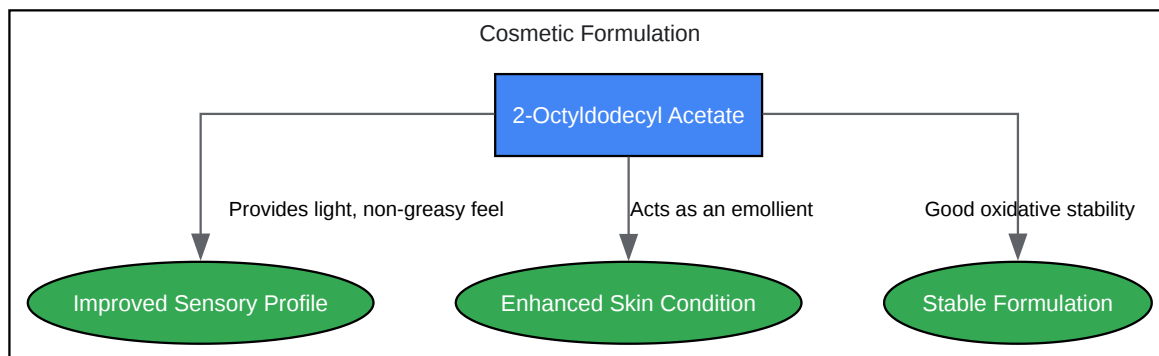 Cosmetic Formulation
2-Octyldodecyl Acetate
Provides light, non-greasy feel
Acts as an emollient
Good oxidative stability
Improved Sensory Profile
Enhanced Skin Condition
Stable Formulation